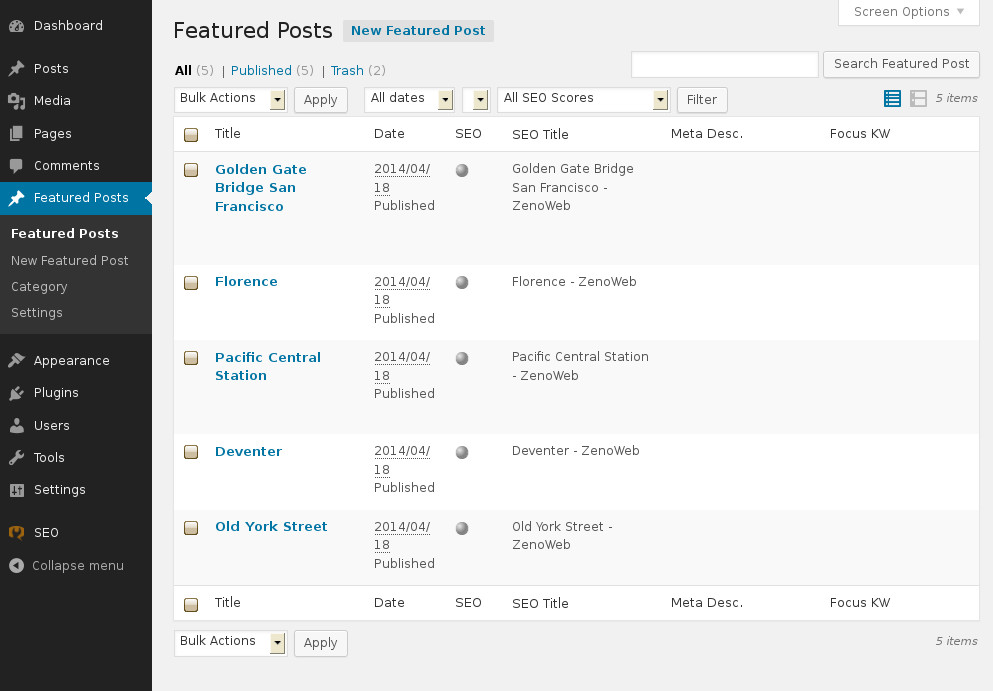 Dashboard
Posts
Media
Pages
Comments
Featured Posts
Featured Posts
New Featured Post
Category
Settings
Appearance
Plugins
Users
Tools
Settings
SEO
Collapse menu
Screen Options
Featured Posts New Featured Post
All (5) | Published (5) | Trash (2)
Search Featured Post
Bulk Actions Apply All dates All SEO Scores Filter 5 items
Title Date SEO SEO Title Meta Desc. Focus KW
Golden Gate 2014/04/ Golden Gate Bridge
Bridge San 18 San Francisco -
Francisco Published ZenoWeb
Florence 2014/04/ Florence - ZenoWeb
18
Published
Pacific Central 2014/04/ Pacific Central Station
Station 18 - ZenoWeb
Published
Deventer 2014/04/ Deventer - ZenoWeb
18
Published
Old York Street 2014/04/ Old York Street -
18 ZenoWeb
Published
Title Date SEO SEO Title Meta Desc. Focus KW
Bulk Actions Apply 5 items